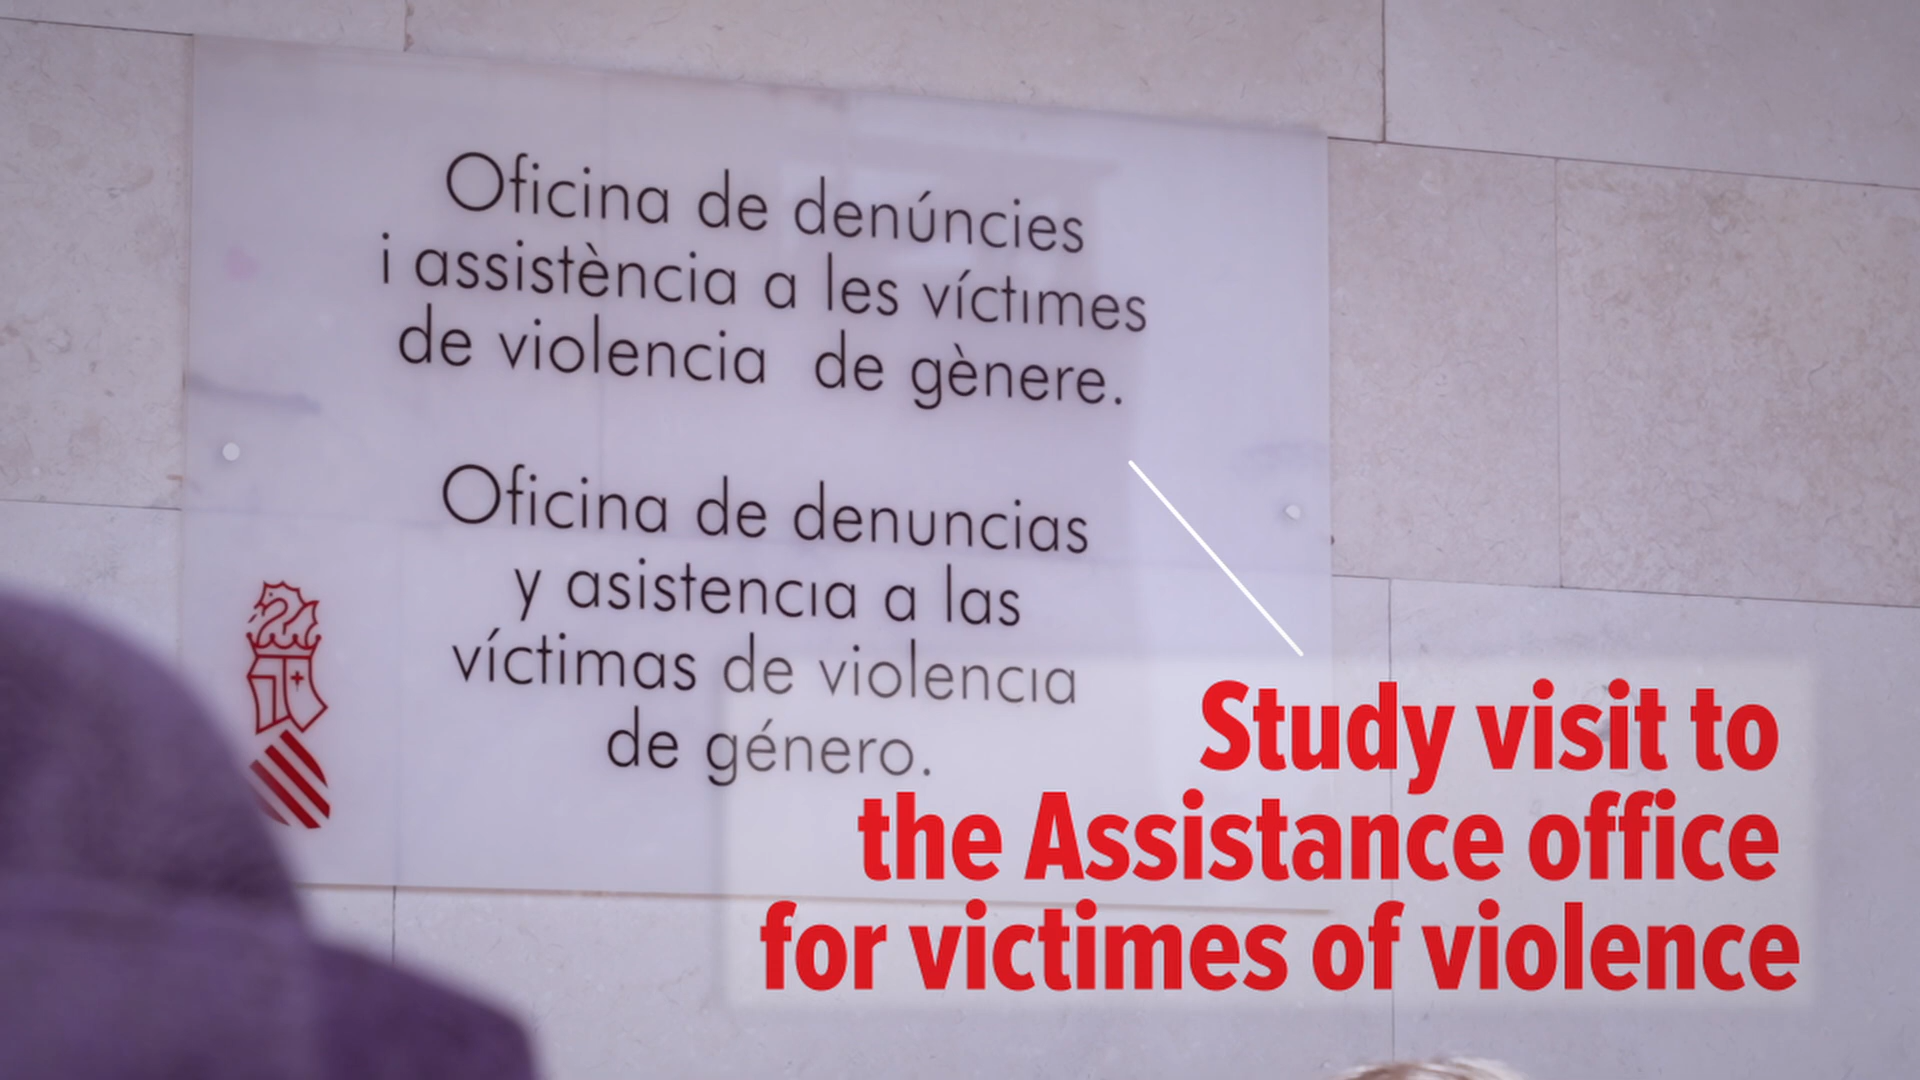 Oficina de denúncies
i assistència a les víctimes
de violencia de gènere.
Oficina de denuncias
y asistencia a las
víctimas de violencia
de género.
Study visit to
the Assistance office
for victimes of violence